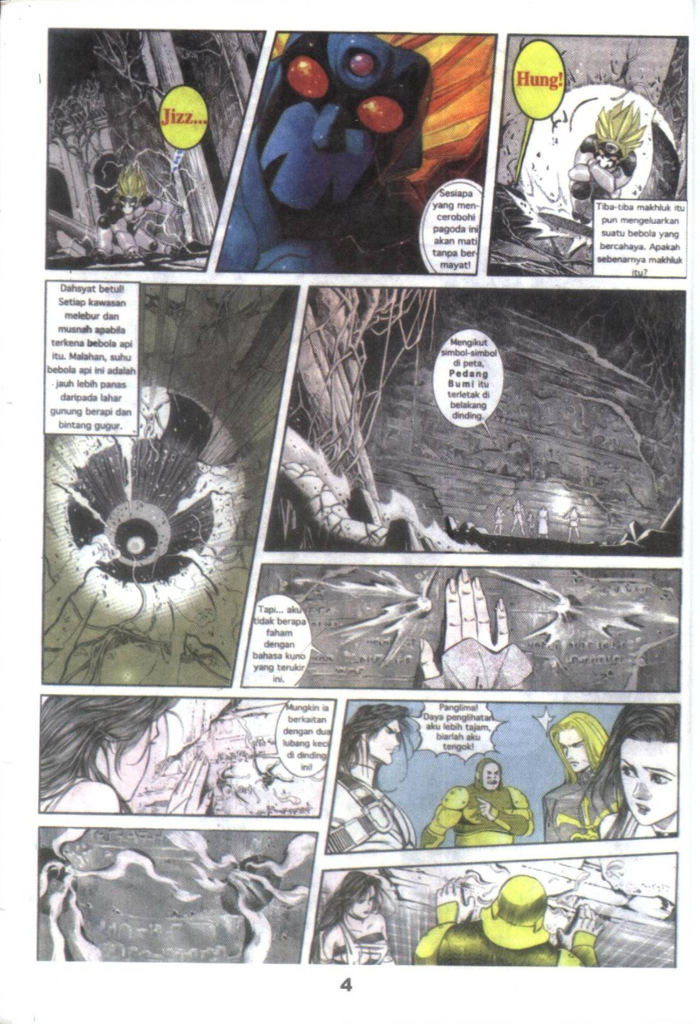 Jizz...
Sesiapa
yang men-
cerobohi
pagoda ini
akan mati
tanpa ber-
mayat!
Hung!
Tiba-tiba makhluk itu
pun mengeluarkan
suatu bebola yang
bercahaya. Apakah
sebenarnya makhluk
itu?
Dahsyat betul!
Setiap kawasan
melebur dan
musnah apabila
terkena bebola api
itu. Malahan, suhu
bebola api ini adalah
jauh lebih panas
daripada lahar
gunung berapi dan
bintang gugur.
Mengikut
simbol-simbol
di peta,
Pedang
Bumi itu
terletak di
belakang
dinding.
Tapi... aku
tidak berapa
faham
dengan
bahasa kuno
yang terukir
ini.
Mungkin ia
berkaitan
dengan dua
lubang keci
di dinding
ini!
Panglima!
Daya penglihatan
aku lebih tajam,
biarlah aku
tengok!
4